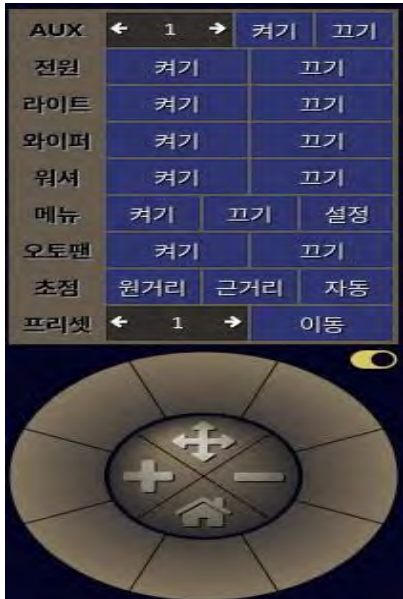 AUX 1 켜기 끄기
전원 켜기 끄기
라이트 켜기 끄기
와이퍼 켜기 끄기
워셔 켜기 끄기
메뉴 켜기 끄기 설정
오토팬 켜기 끄기
초점 원거리 근거리 자동
프리셋 1 이동